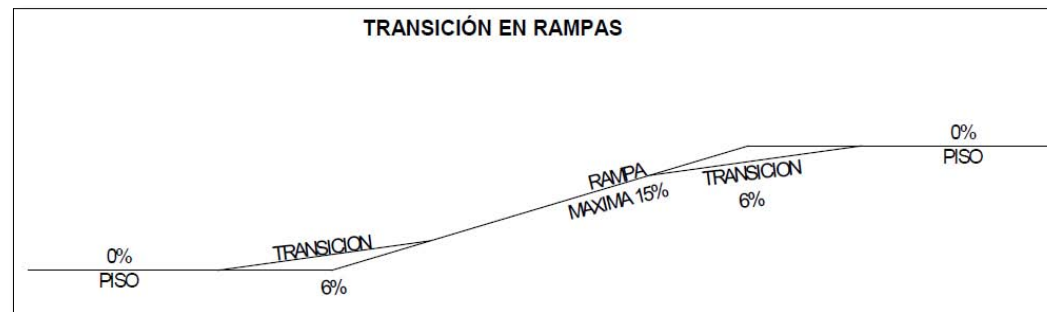 TRANSICIÓN EN RAMPAS
0%
PISO
RAMPA
MAXIMA 15%
TRANSICION
6%
0%
PISO
TRANSICION
6%